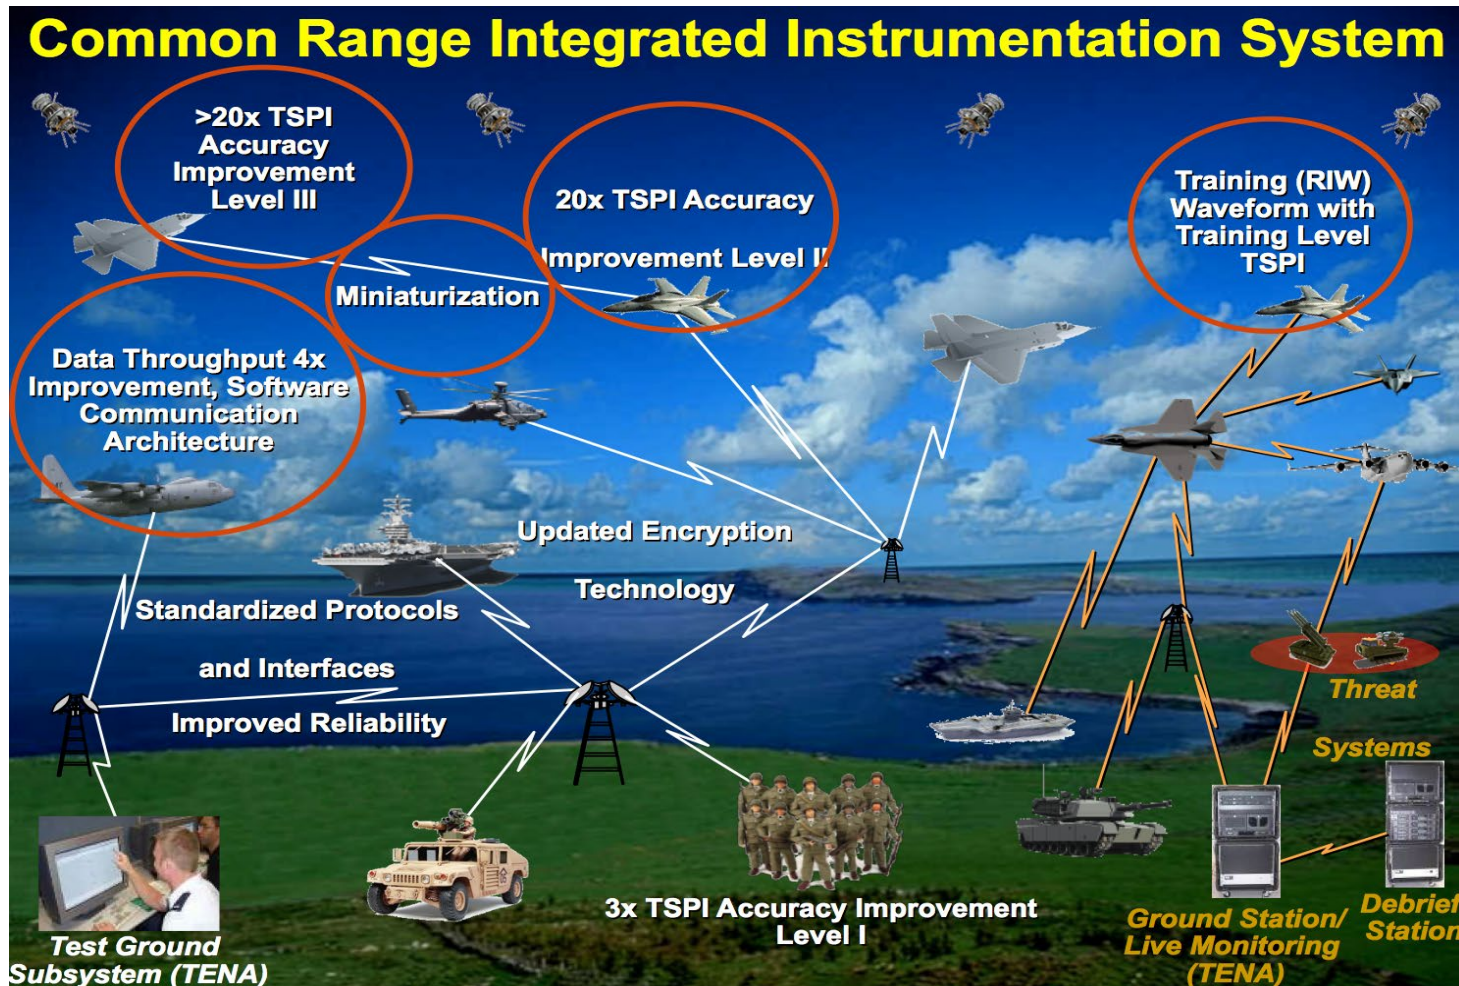 Common Range Integrated Instrumentation System
>20x TSPI
Accuracy
Improvement
Level III
20x TSPI Accuracy
Improvement Level II
Training (RIW)
Waveform with
Training Level
TSPI
Miniaturization
Data Throughput 4x
Improvement, Software
Communication
Architecture
Updated Encryption
Technology
Standardized Protocols
and Interfaces
Improved Reliability
Threat
Systems
3x TSPI Accuracy Improvement
Level I
Test Ground
Subsystem (TENA)
Ground Station/
Live Monitoring
(TENA)
Debrief
Station